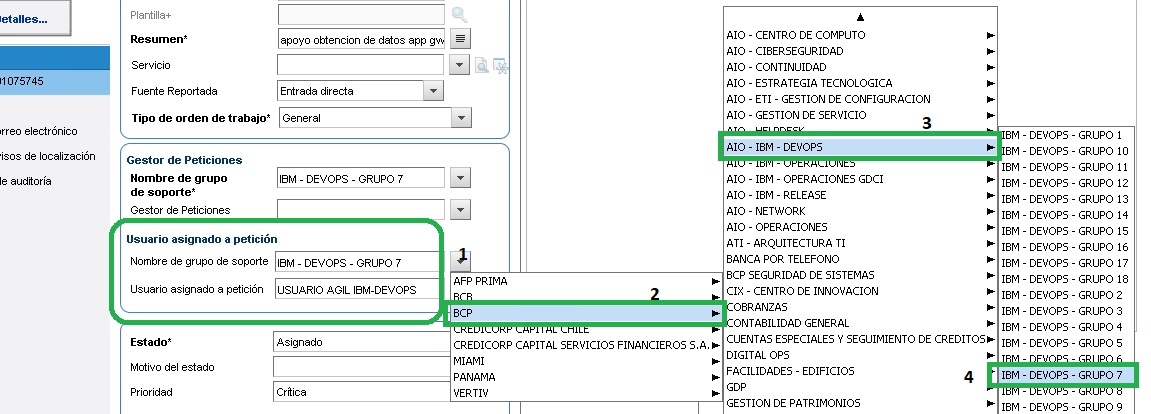 Detalles...
01075745
orreo electrónico
visos de localización
de auditoría
Plantilla+
Resumen*
apoyo obtencion de datos app gw
Servicio
Fuente Reportada
Entrada directa
Tipo de orden de trabajo*
General
Gestor de Peticiones
Nombre de grupo
de soporte*
IBM - DEVOPS - GRUPO 7
Gestor de Peticiones
Usuario asignado a petición
Nombre de grupo de soporte
IBM - DEVOPS - GRUPO 7
Usuario asignado a petición
USUARIO AGIL IBM-DEVOPS
Estado*
Asignado
Motivo del estado
Prioridad
Crítica
1
AFP PRIMA
BCB
2
BCP
CREDICORP CAPITAL CHILE
CREDICORP CAPITAL SERVICIOS FINANCIEROS S.A.
MIAMI
PANAMA
VERTIV
AIO - CENTRO DE COMPUTO
AIO - CIBERSEGURIDAD
AIO - CONTINUIDAD
AIO - ESTRATEGIA TECNOLOGICA
AIO - ETI - GESTION DE CONFIGURACION
AIO - GESTION DE SERVICIO
AIO - HELPDESK
3
AIO - IBM - DEVOPS
AIO - IBM - OPERACIONES
AIO - IBM - OPERACIONES GDCI
AIO - IBM - RELEASE
AIO - NETWORK
AIO - OPERACIONES
ATI - ARQUITECTURA TI
BANCA POR TELEFONO
BCP SEGURIDAD DE SISTEMAS
CIX - CENTRO DE INNOVACION
COBRANZAS
CONTABILIDAD GENERAL
CUENTAS ESPECIALES Y SEGUIMIENTO DE CREDITOS
DIGITAL OPS
FACILIDADES - EDIFICIOS
GDP
GESTION DE PATRIMONIOS
IBM - DEVOPS - GRUPO 1
IBM - DEVOPS - GRUPO 10
IBM - DEVOPS - GRUPO 11
IBM - DEVOPS - GRUPO 12
IBM - DEVOPS - GRUPO 13
IBM - DEVOPS - GRUPO 14
IBM - DEVOPS - GRUPO 15
IBM - DEVOPS - GRUPO 16
IBM - DEVOPS - GRUPO 17
IBM - DEVOPS - GRUPO 18
IBM - DEVOPS - GRUPO 2
IBM - DEVOPS - GRUPO 3
IBM - DEVOPS - GRUPO 4
IBM - DEVOPS - GRUPO 5
IBM - DEVOPS - GRUPO 6
4
IBM - DEVOPS - GRUPO 7
IBM - DEVOPS - GRUPO 8
IBM - DEVOPS - GRUPO 9